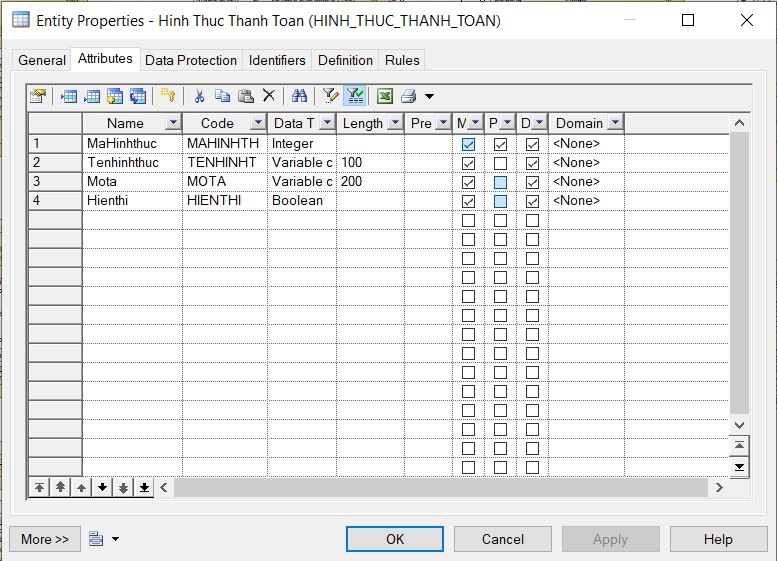 Entity Properties - Hinh Thuc Thanh Toan (HINH_THUC_THANH_TOAN)
General Attributes Data Protection Identifiers Definition Rules
Name Code Data T Length Pre M P D Domain
1 MaHinhthuc MAHINHTH Integer <None>
2 Tenhinhthuc TENHINHT Variable c 100 <None>
3 Mota MOTA Variable c 200 <None>
4 Hienthi HIENTHI Boolean <None>
More >> OK Cancel Apply Help